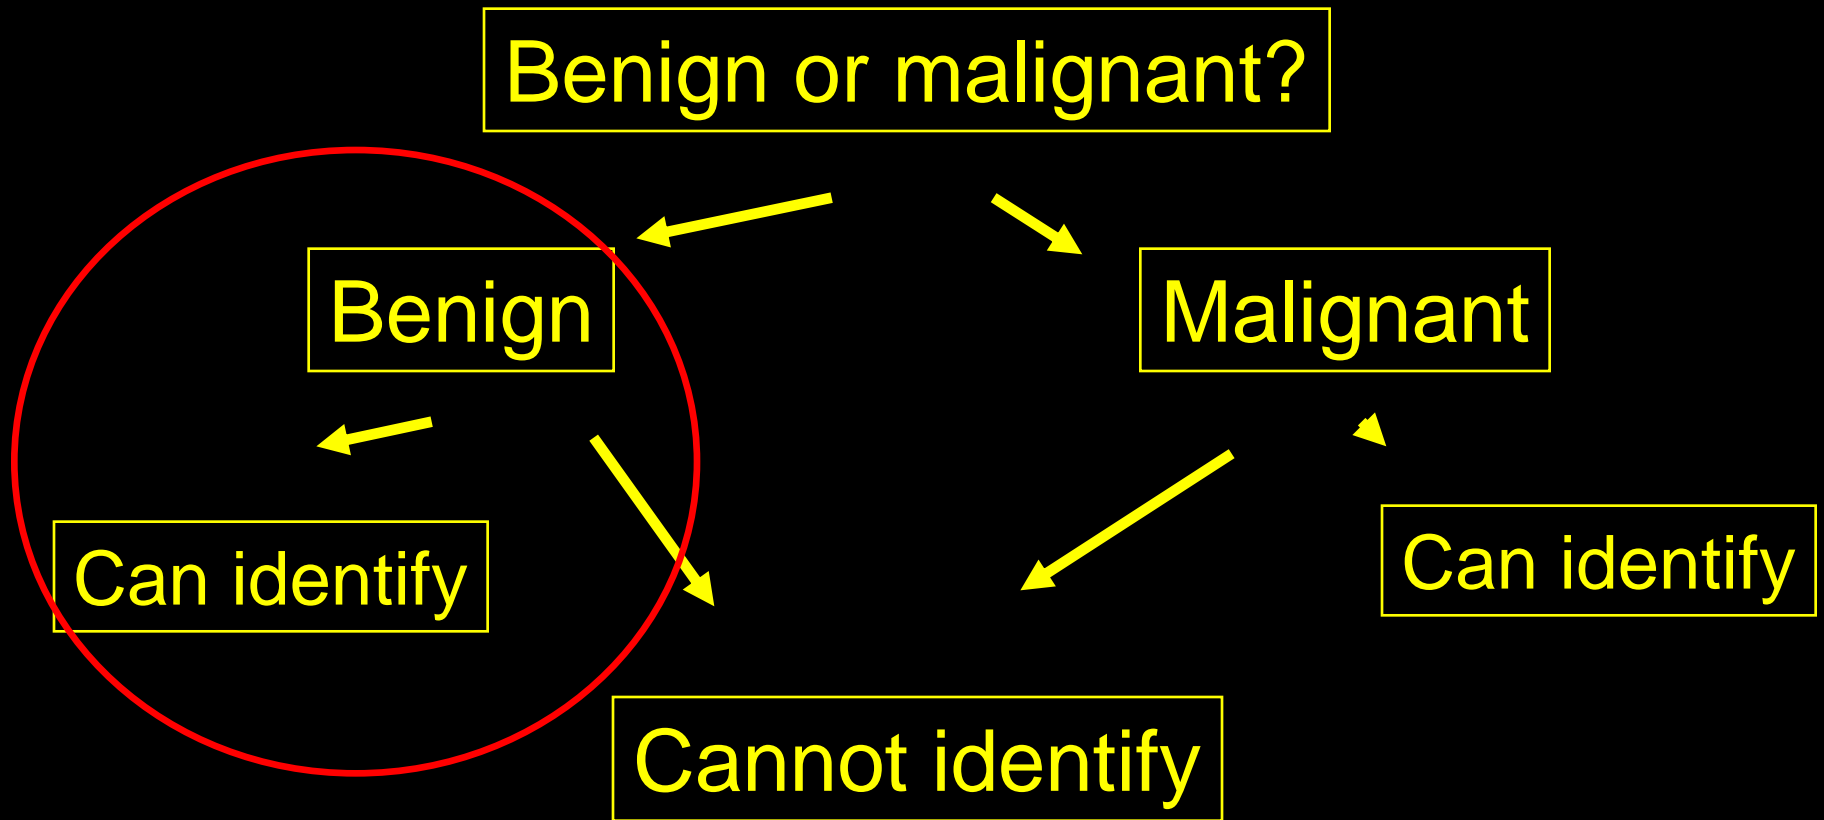 Benign or malignant?
Benign
Malignant
Can identify
Can identify
Cannot identify